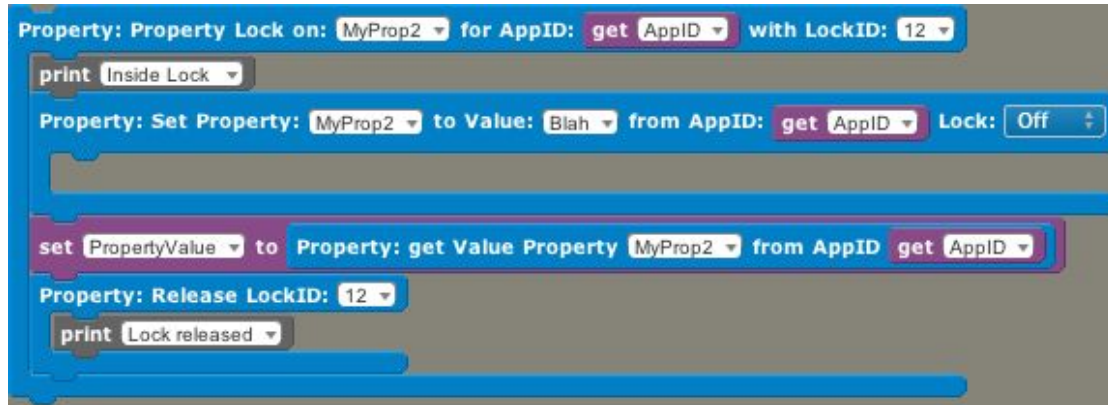 Property: Property Lock on: MyProp2 for AppID: get AppID with LockID: 12
print Inside Lock
Property: Set Property: MyProp2 to Value: Blah from AppID: get AppID Lock: Off
set PropertyValue to Property: get Value Property MyProp2 from AppID get AppID
Property: Release LockID: 12
print Lock released